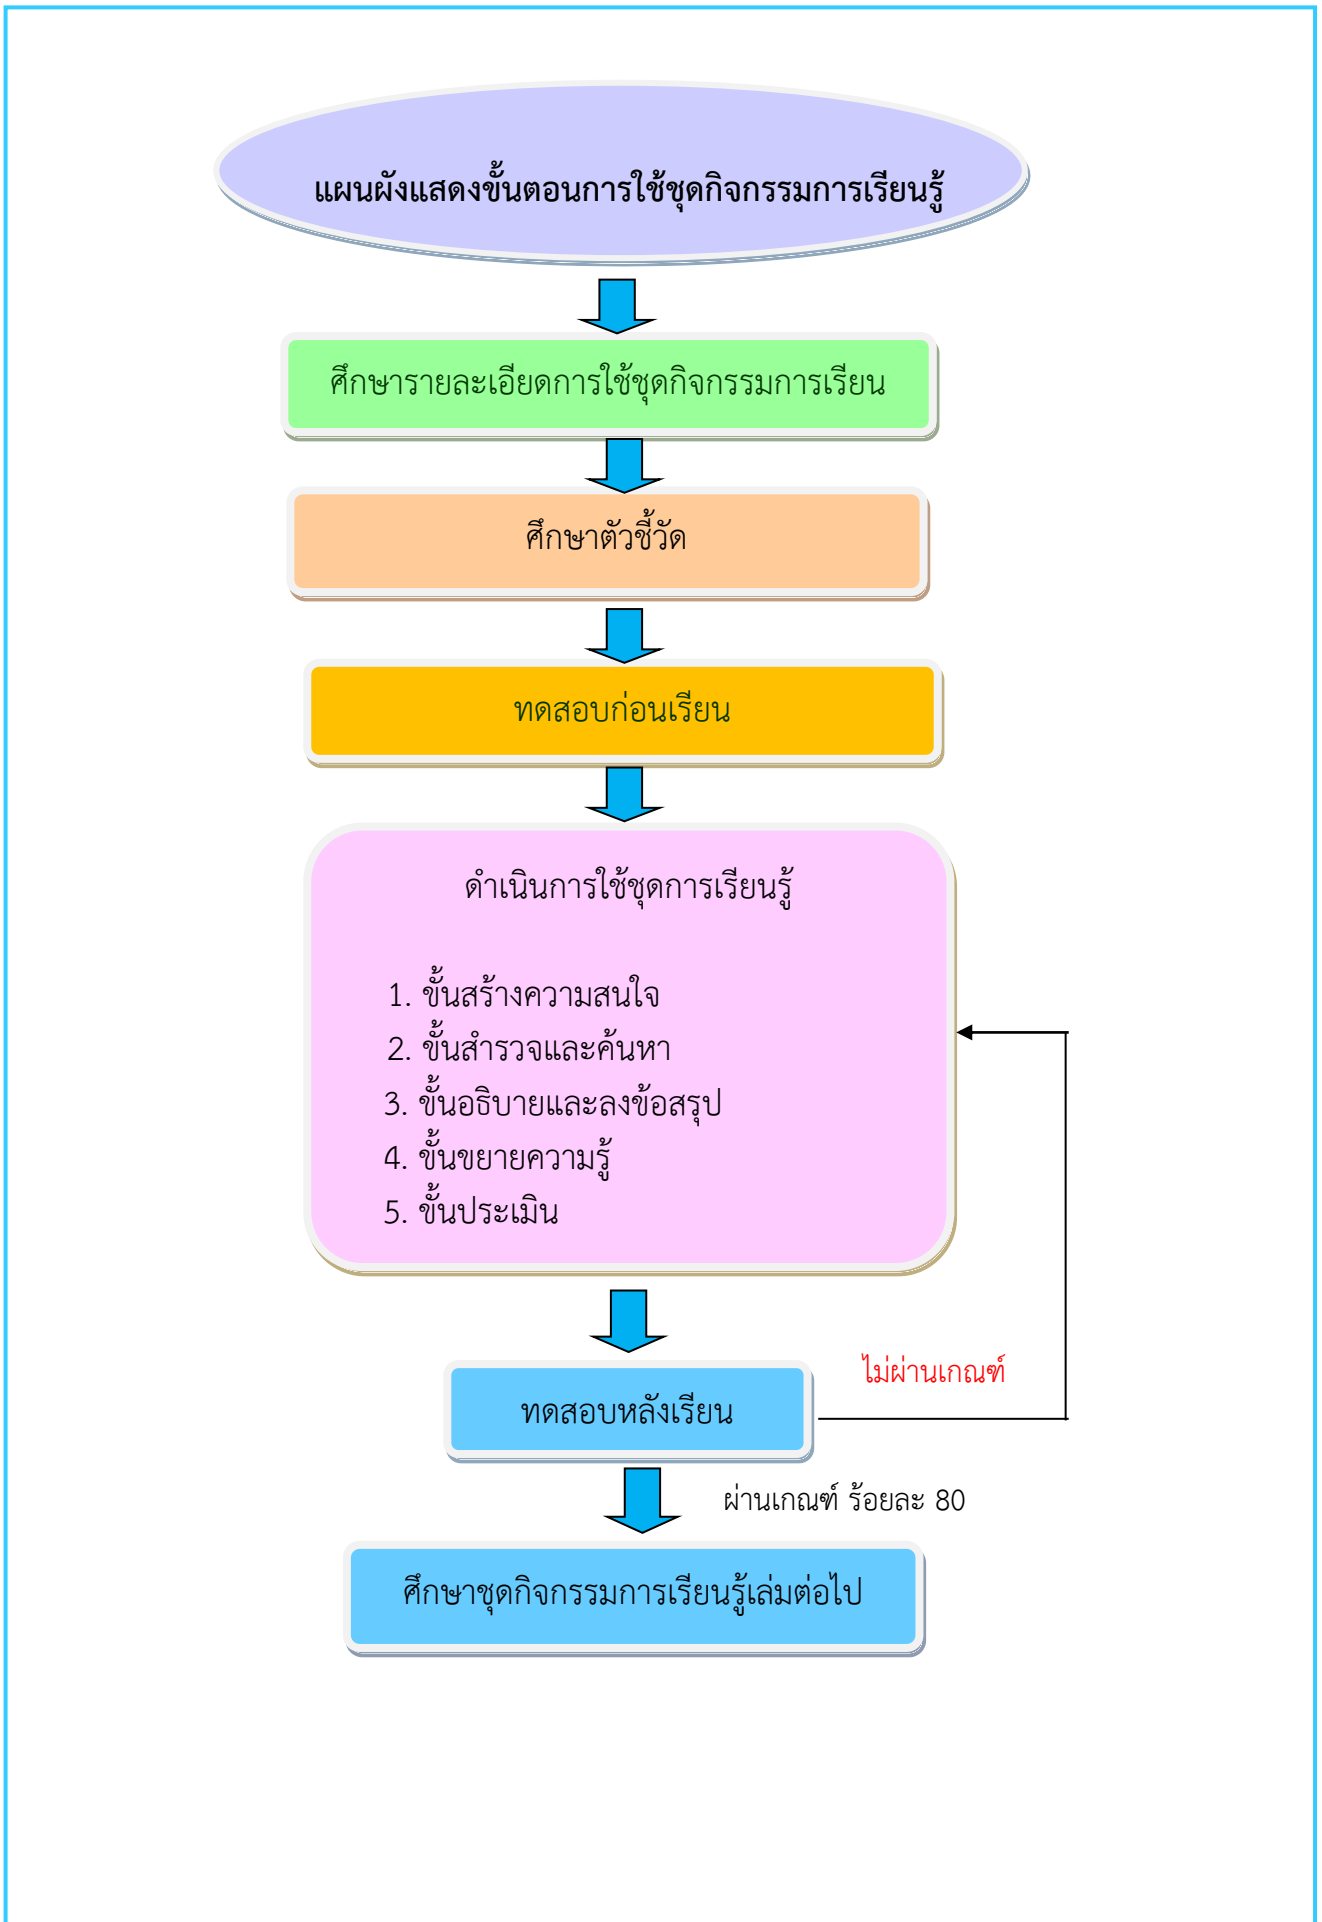 แผนผังแสดงขั้นตอนการใช้ชุดกิจกรรมการเรียนรู้
ศึกษารายละเอียดการใช้ชุดกิจกรรมการเรียน
ศึกษาตัวชี้วัด
ทดสอบก่อนเรียน
ดำเนินการใช้ชุดการเรียนรู้
1. ขั้นสร้างความสนใจ
2. ขั้นสำรวจและค้นหา
3. ขั้นอธิบายและลงข้อสรุป
4. ขั้นขยายความรู้
5. ขั้นประเมิน
ไม่ผ่านเกณฑ์
ทดสอบหลังเรียน
ผ่านเกณฑ์ ร้อยละ 80
ศึกษาชุดกิจกรรมการเรียนรู้เล่มต่อไป